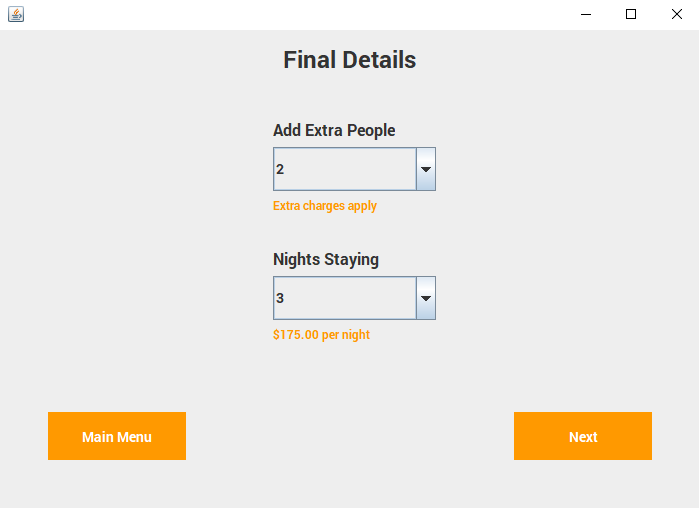 Final Details
Add Extra People
2
Extra charges apply
Nights Staying
3
$175.00 per night
Main Menu
Next